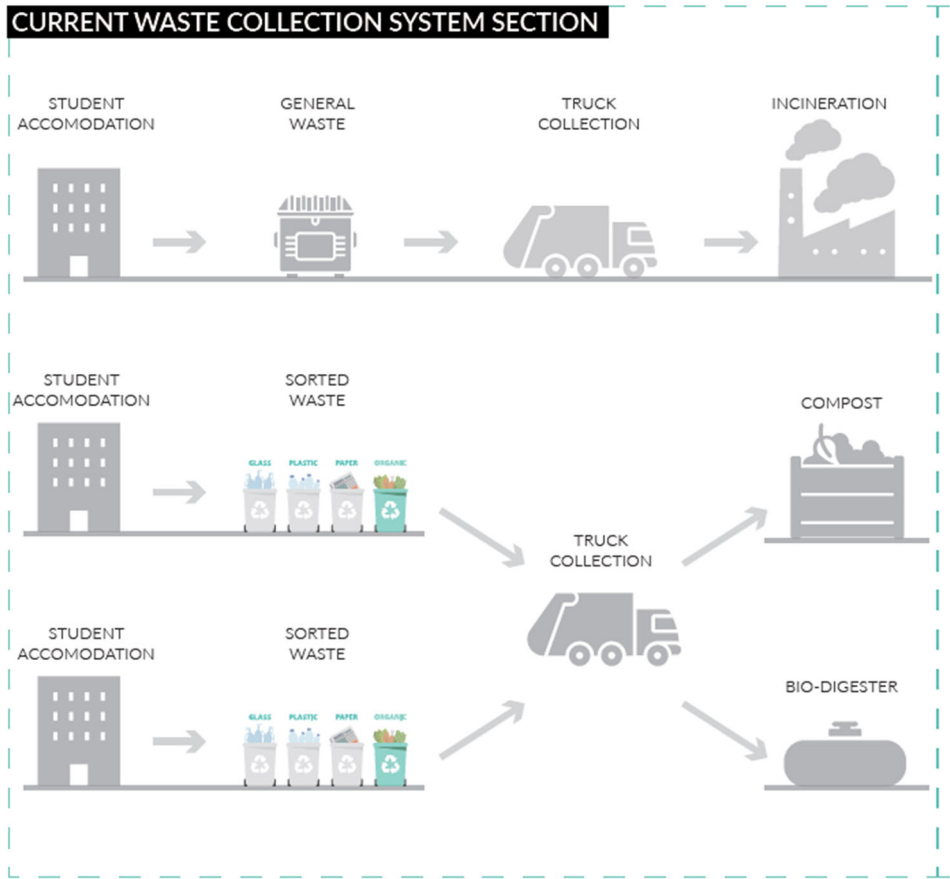 CURRENT WASTE COLLECTION SYSTEM SECTION
STUDENT
ACCOMODATION
GENERAL
WASTE
TRUCK
COLLECTION
INCINERATION
STUDENT
ACCOMODATION
SORTED
WASTE
GLASS PLASTIC PAPER ORGANIC
TRUCK
COLLECTION
COMPOST
STUDENT
ACCOMODATION
SORTED
WASTE
GLASS PLASTIC PAPER ORGANIC
BIO-DIGESTER